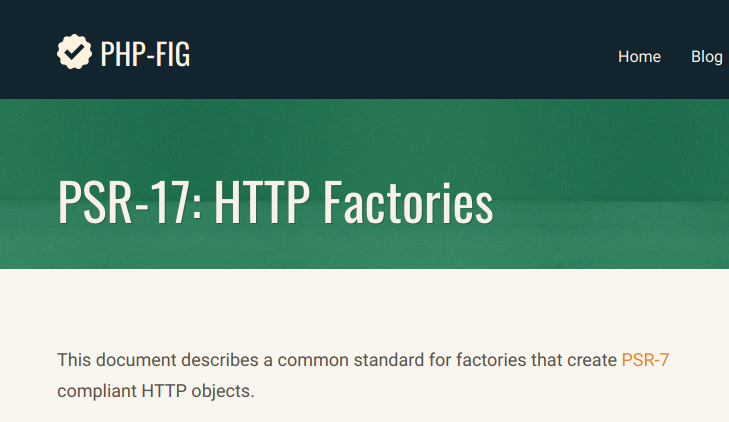 PHP-FIG
Home Blog
PSR-17: HTTP Factories
This document describes a common standard for factories that create PSR-7
compliant HTTP objects.